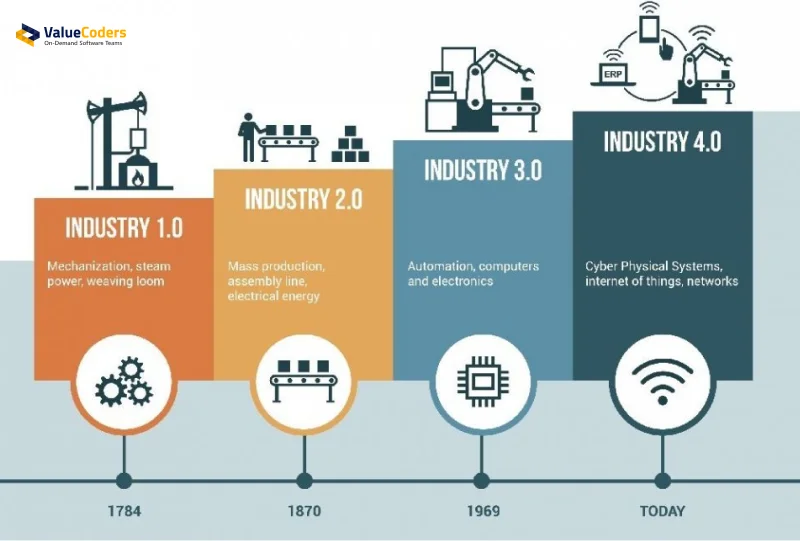 ValueCoders
On-Demand Software Teams
ERP
INDUSTRY 1.0
Mechanization, steam
power, weaving loom
INDUSTRY 2.0
Mass production,
assembly line,
electrical energy
INDUSTRY 3.0
Automation, computers
and electronics
INDUSTRY 4.0
Cyber Physical Systems,
internet of things, networks
1784
1870
1969
TODAY